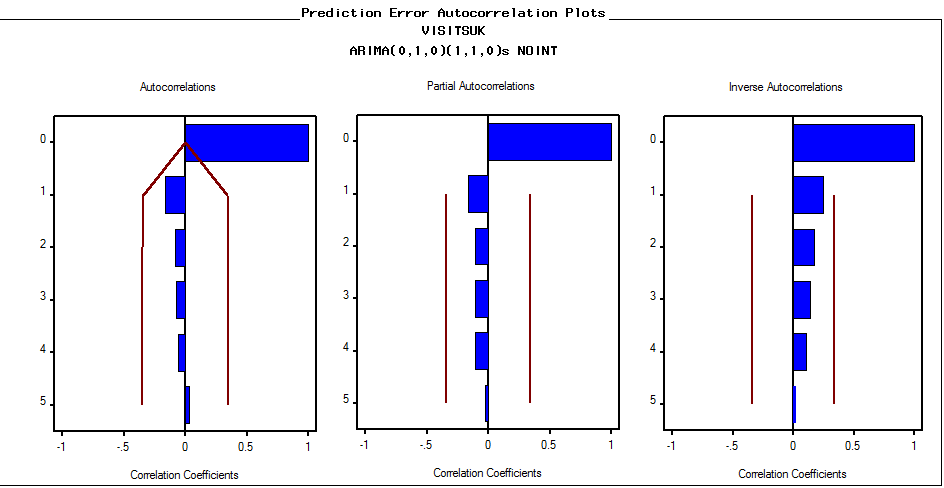 Prediction Error Autocorrelation Plots
VISITSUK
ARIMA(0,1,0)(1,1,0)s NOINT
Autocorrelations
0
1
2
3
4
5
-1 -.5 0 0.5 1
Correlation Coefficients
Partial Autocorrelations
0
1
2
3
4
5
-1 -.5 0 0.5 1
Correlation Coefficients
Inverse Autocorrelations
0
1
2
3
4
5
-1 -.5 0 0.5 1
Correlation Coefficients